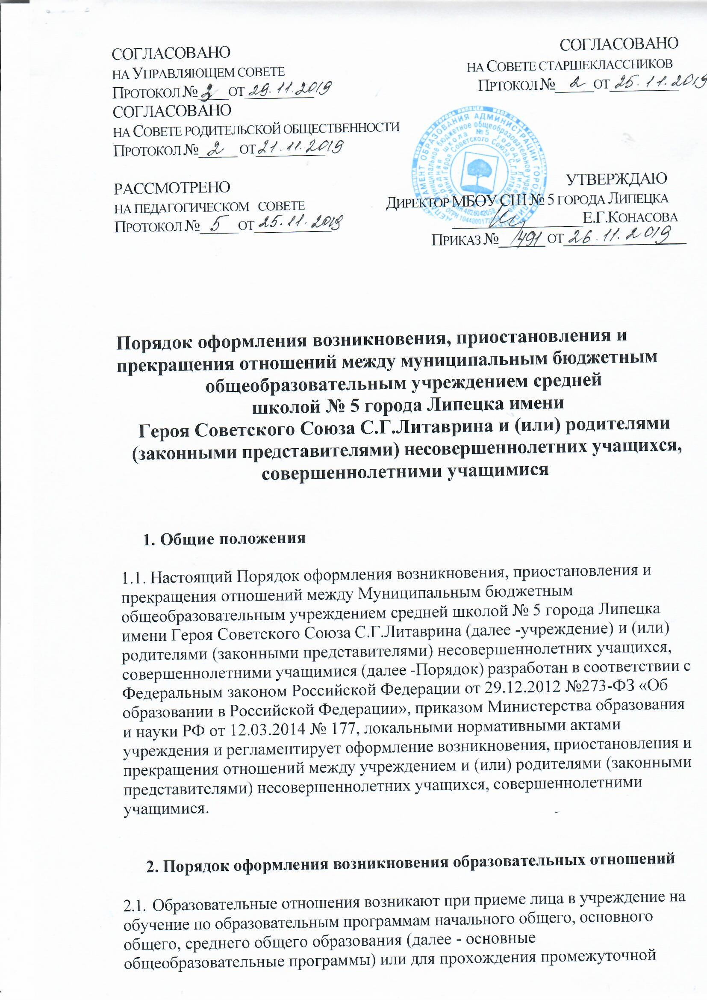 СОГЛАСОВАНО
НА УПРАВЛЯЮЩЕМ СОВЕТЕ
ПРОТОКОЛ № 3 ОТ 29.11.2019
СОГЛАСОВАНО
НА СОВЕТЕ РОДИТЕЛЬСКОЙ ОБЩЕСТВЕННОСТИ
ПРОТОКОЛ № 2 ОТ 21.11.2019
СОГЛАСОВАНО
НА СОВЕТЕ СТАРШЕКЛАССНИКОВ
ПРТОКОЛ № 2 ОТ 25.11.2019
РАССМОТРЕНО
НА ПЕДАГОГИЧЕСКОМ СОВЕТЕ
ПРОТОКОЛ № 5 ОТ 25.11.2019
УТВЕРЖДАЮ
ДИРЕКТОР МБОУ СШ № 5 ГОРОДА ЛИПЕЦКА
Е.Г.КОНАСОВА
ПРИКАЗ № 1491 ОТ 26.11.2019
ДЕПАРТАМЕНТ ОБРАЗОВАНИЯ АДМИНИСТРАЦИИ ГОРОДА ЛИПЕЦКА
муниципальное бюджетное общеобразовательное учреждение
средняя школа № 5 города Липецка
имени Героя Советского Союза С.Г.Литаврина
ИНН 4826042058
Порядок оформления возникновения, приостановления и
прекращения отношений между муниципальным бюджетным
общеобразовательным учреждением средней
школой № 5 города Липецка имени
Героя Советского Союза С.Г.Литаврина и (или) родителями
(законными представителями) несовершеннолетних учащихся,
совершеннолетними учащимися
1. Общие положения
1.1. Настоящий Порядок оформления возникновения, приостановления и
прекращения отношений между Муниципальным бюджетным
общеобразовательным учреждением средней школой № 5 города Липецка
имени Героя Советского Союза С.Г.Литаврина (далее -учреждение) и (или)
родителями (законными представителями) несовершеннолетних учащихся,
совершеннолетними учащимися (далее -Порядок) разработан в соответствии с
Федеральным законом Российской Федерации от 29.12.2012 №273-ФЗ «Об
образовании в Российской Федерации», приказом Министерства образования
и науки РФ от 12.03.2014 № 177, локальными нормативными актами
учреждения и регламентирует оформление возникновения, приостановления и
прекращения отношений между учреждением и (или) родителями (законными
представителями) несовершеннолетних учащихся, совершеннолетними
учащимися.
2. Порядок оформления возникновения образовательных отношений
2.1. Образовательные отношения возникают при приеме лица в учреждение на
обучение по образовательным программам начального общего, основного
общего, среднего общего образования (далее - основные
общеобразовательные программы) или для прохождения промежуточной